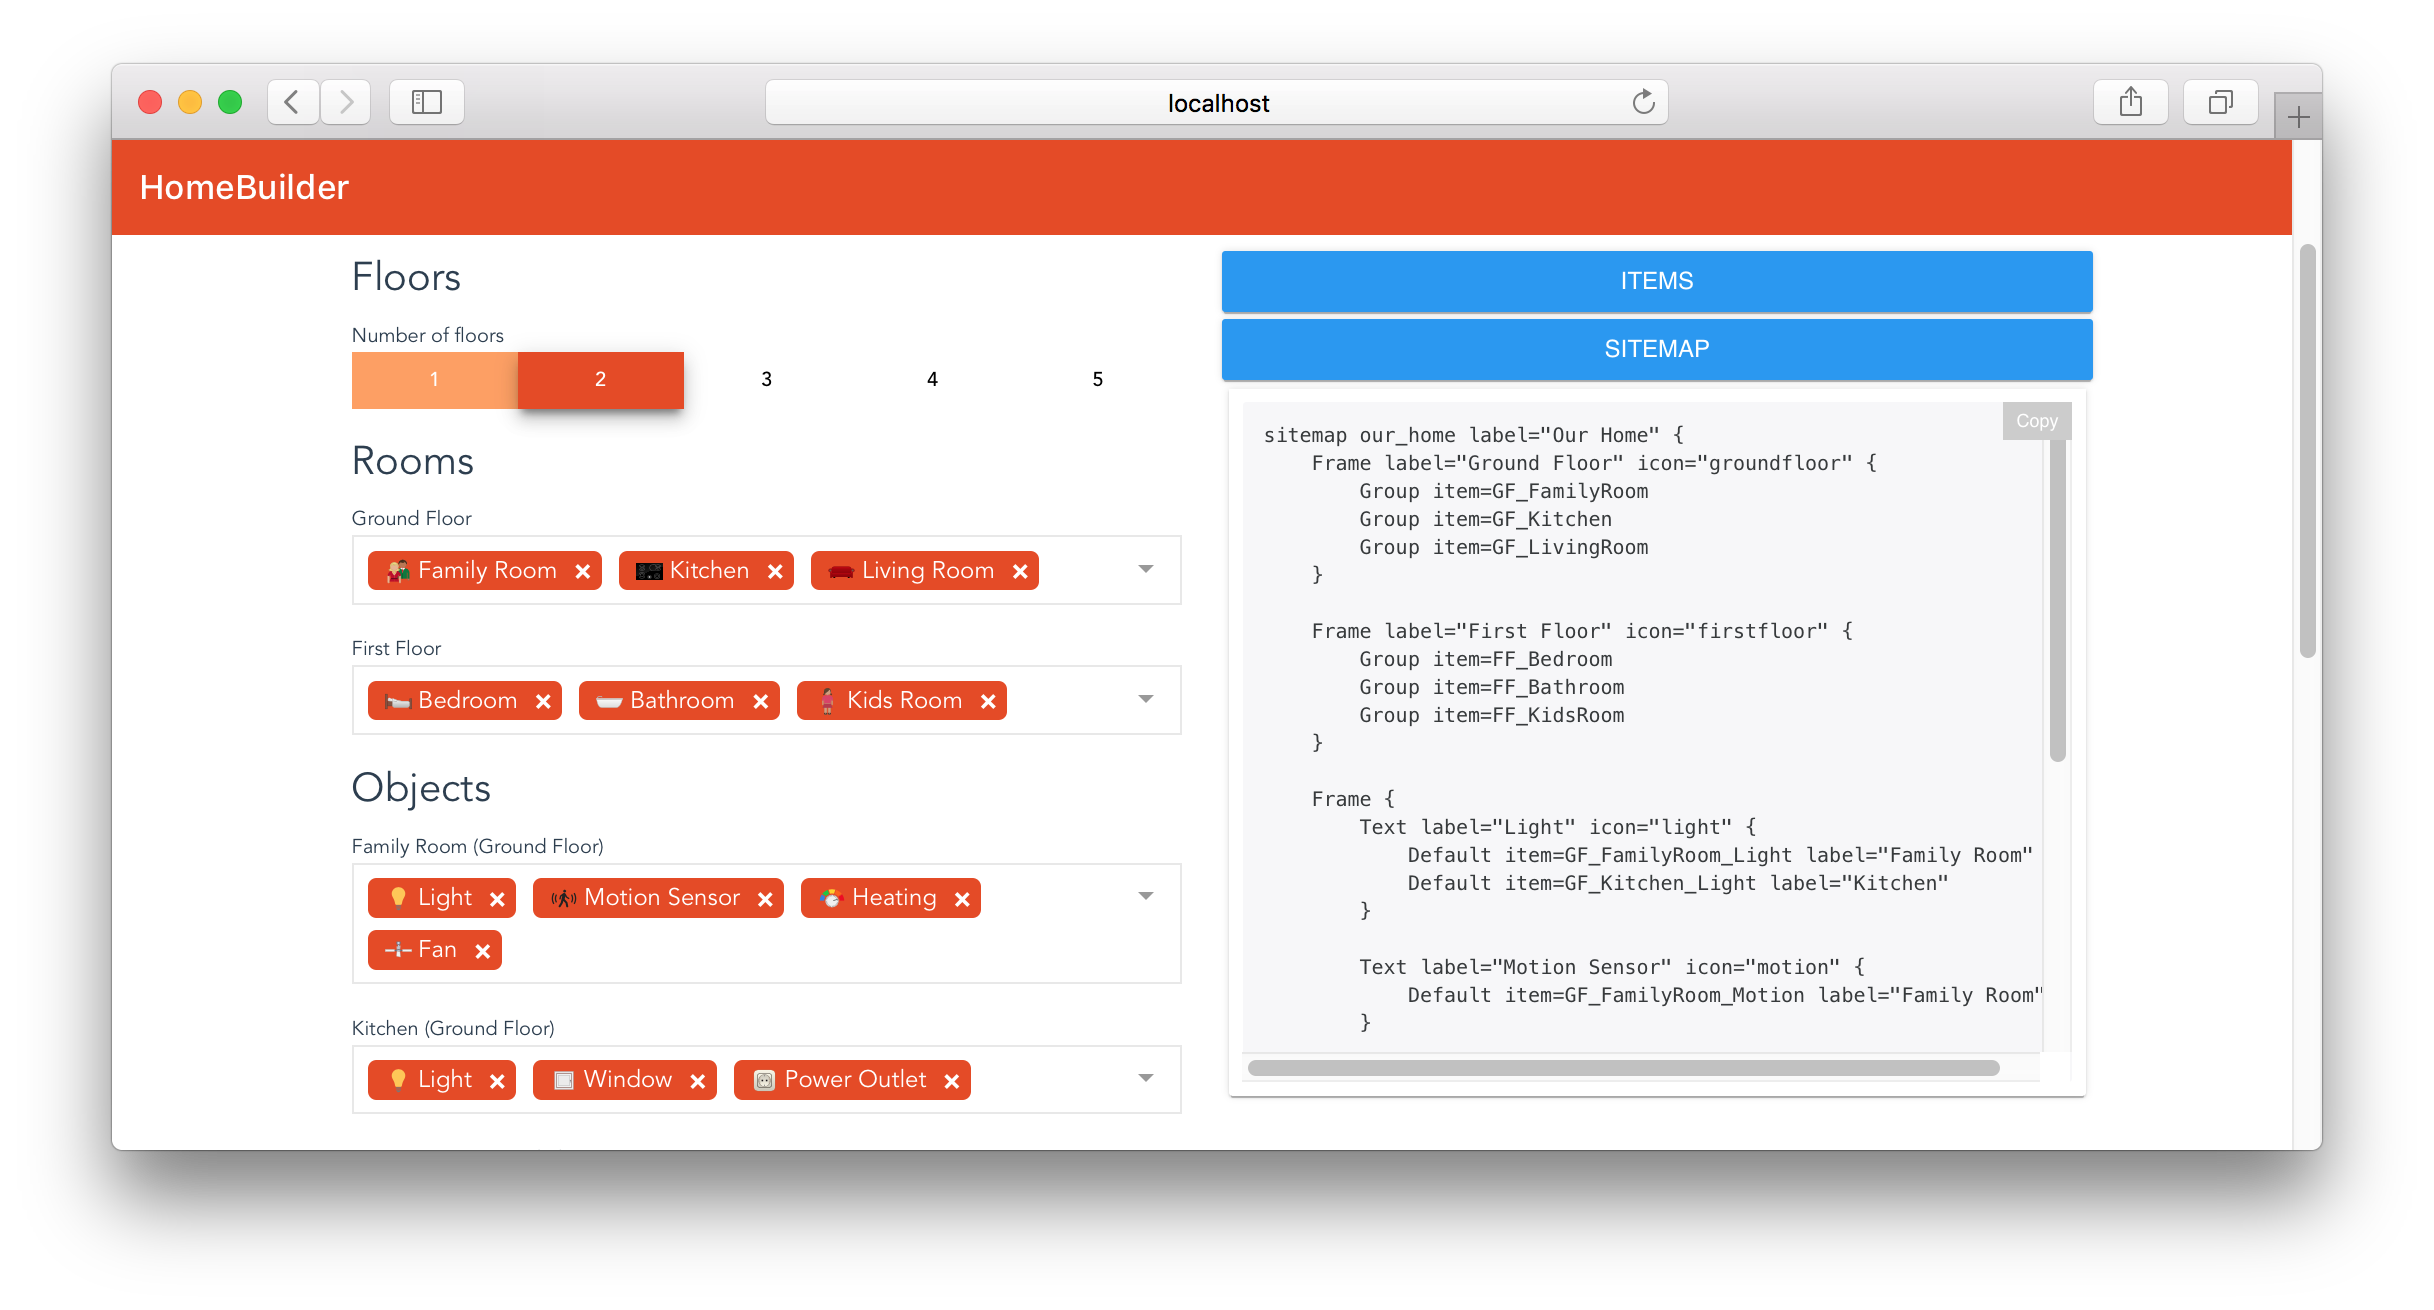 localhost
HomeBuilder
Floors
Number of floors
1 2 3 4 5
Rooms
Ground Floor
Family Room Kitchen Living Room
First Floor
Bedroom Bathroom Kids Room
Objects
Family Room (Ground Floor)
Light Motion Sensor Heating
Fan
Kitchen (Ground Floor)
Light Window Power Outlet
ITEMS
SITEMAP
Copy
sitemap our_home label="Our Home" {
    Frame label="Ground Floor" icon="groundfloor" {
        Group item=GF_FamilyRoom
        Group item=GF_Kitchen
        Group item=GF_LivingRoom
    }
    Frame label="First Floor" icon="firstfloor" {
        Group item=FF_Bedroom
        Group item=FF_Bathroom
        Group item=FF_KidsRoom
    }
    Frame {
        Text label="Light" icon="light" {
            Default item=GF_FamilyRoom_Light label="Family Room"
            Default item=GF_Kitchen_Light label="Kitchen"
        }
        Text label="Motion Sensor" icon="motion" {
            Default item=GF_FamilyRoom_Motion label="Family Room"
        }